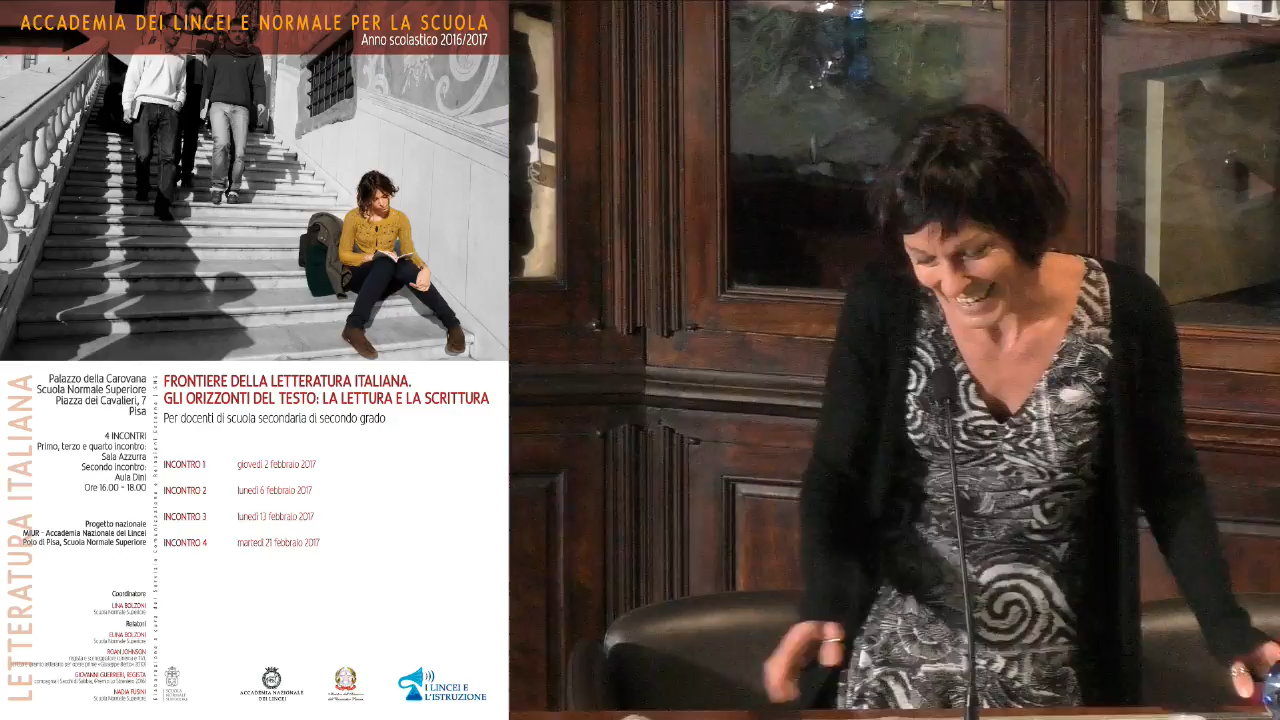 ACCADEMIA DEI LINCEI E NORMALE PER LA SCUOLA
Anno scolastico 2016/2017
LETTERATURA ITALIANA
Palazzo della Carovana
Scuola Normale Superiore
Piazza dei Cavalieri, 7
Pisa
4 INCONTRI
Primo, terzo e quarto incontro:
Sala Azzurra
Secondo incontro:
Aula Dini
Ore 16.00 - 18.00
Progetto nazionale
MIUR - Accademia Nazionale dei Lincei
Polo di Pisa, Scuola Normale Superiore
Coordinatore
LINA BOLZONI
Scuola Normale Superiore
Relatori
ELINA BOLZONI
Scuola Normale Superiore
ROAN JOHNSON
GIOVANNI GUERRIERI, REGISTA
NADIA FUSINI
Scuola Normale Superiore
FRONTIERE DELLA LETTERATURA ITALIANA.
GLI ORIZZONTI DEL TESTO: LA LETTURA E LA SCRITTURA
Per docenti di scuola secondaria di secondo grado
INCONTRO 1 giovedì 2 febbraio 2017
INCONTRO 2 lunedì 6 febbraio 2017
INCONTRO 3 lunedì 13 febbraio 2017
INCONTRO 4 martedì 21 febbraio 2017
SCUOLA
NORMALE
SUPERIORE
ACCADEMIA NAZIONALE
DEI LINCEI
I LINCEI E
L'ISTRUZIONE